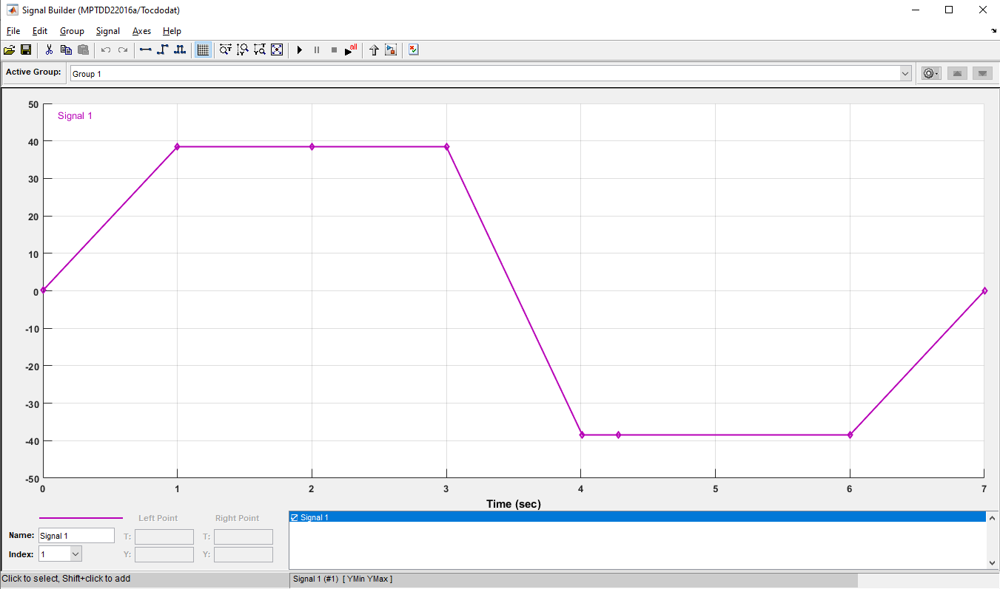 Signal Builder (MPTDD22016a/Tocdodat)
File Edit Group Signal Axes Help
all
Active Group: Group 1
50
Signal 1
40
30
20
10
0
-10
-20
-30
-40
-50
0 1 2 3 4 5 6 7
Time (sec)
Left Point Right Point
Signal 1
Name: Signal 1 T: T:
Index: 1 Y: Y:
Click to select, Shift+click to add
Signal 1 (#1) [ YMin YMax ]